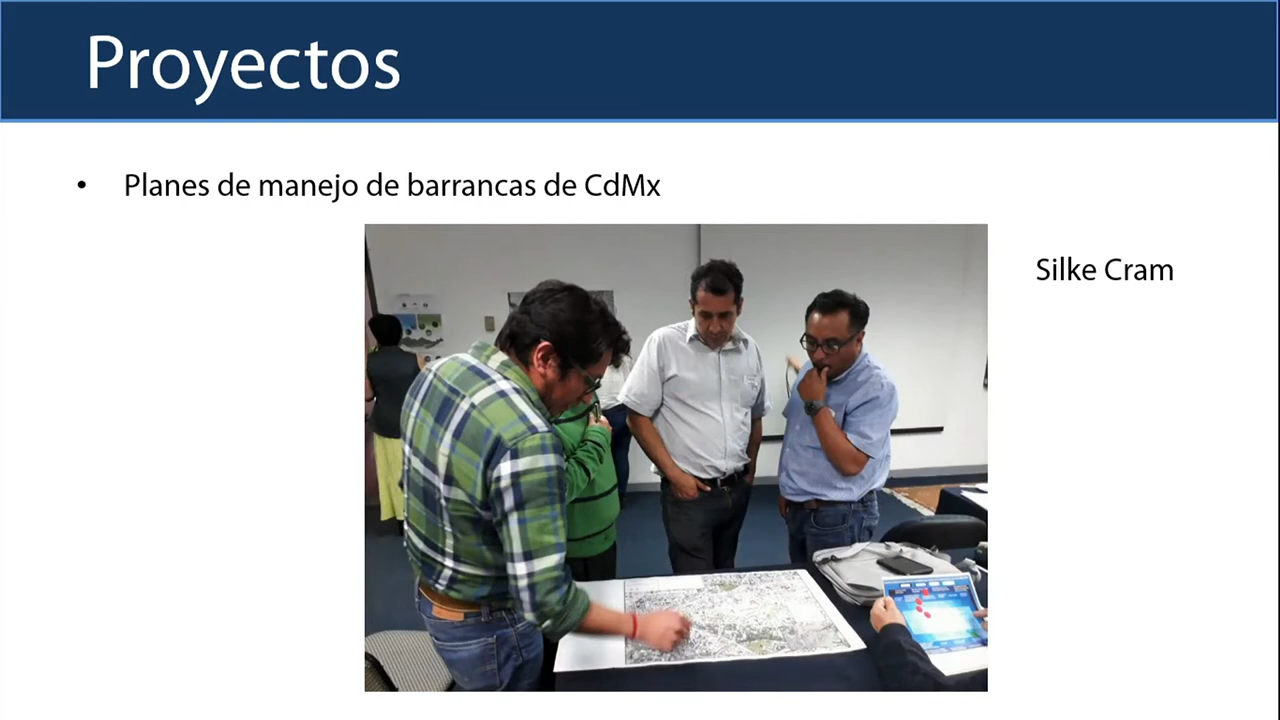 Proyectos
• Planes de manejo de barrancas de CdMx
Silke Cram